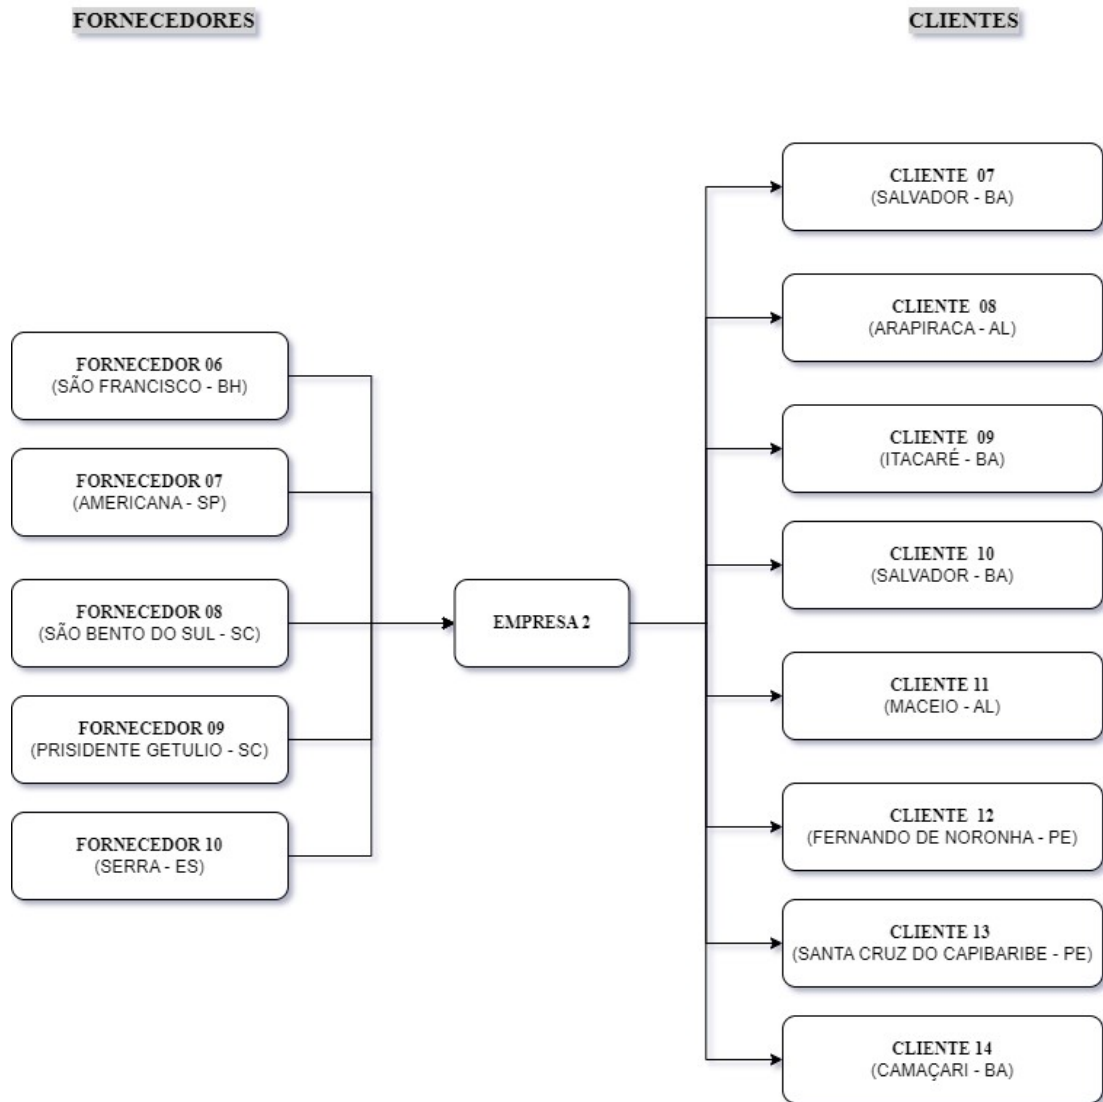 FORNECEDORES
CLIENTES
FORNECEDOR 06
(SÃO FRANCISCO - BH)
FORNECEDOR 07
(AMERICANA - SP)
FORNECEDOR 08
(SÃO BENTO DO SUL - SC)
FORNECEDOR 09
(PRISIDENTE GETULIO - SC)
FORNECEDOR 10
(SERRA - ES)
EMPRESA 2
CLIENTE 07
(SALVADOR - BA)
CLIENTE 08
(ARAPIRACA - AL)
CLIENTE 09
(ITACARÉ - BA)
CLIENTE 10
(SALVADOR - BA)
CLIENTE 11
(MACEIO - AL)
CLIENTE 12
(FERNANDO DE NORONHA - PE)
CLIENTE 13
(SANTA CRUZ DO CAPIBARIBE - PE)
CLIENTE 14
(CAMAÇARI - BA)